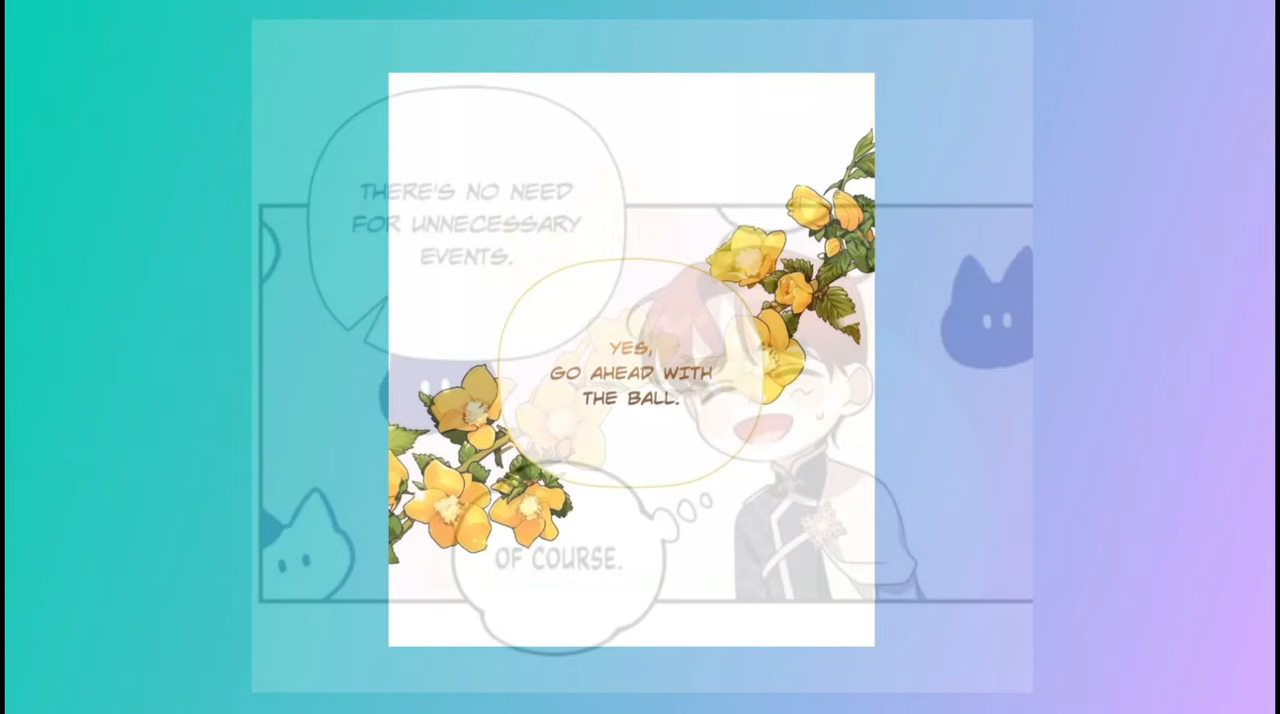 THERE'S NO NEED
FOR UNNECESSARY
EVENTS.
YES,
GO AHEAD WITH
THE BALL.
OF COURSE.